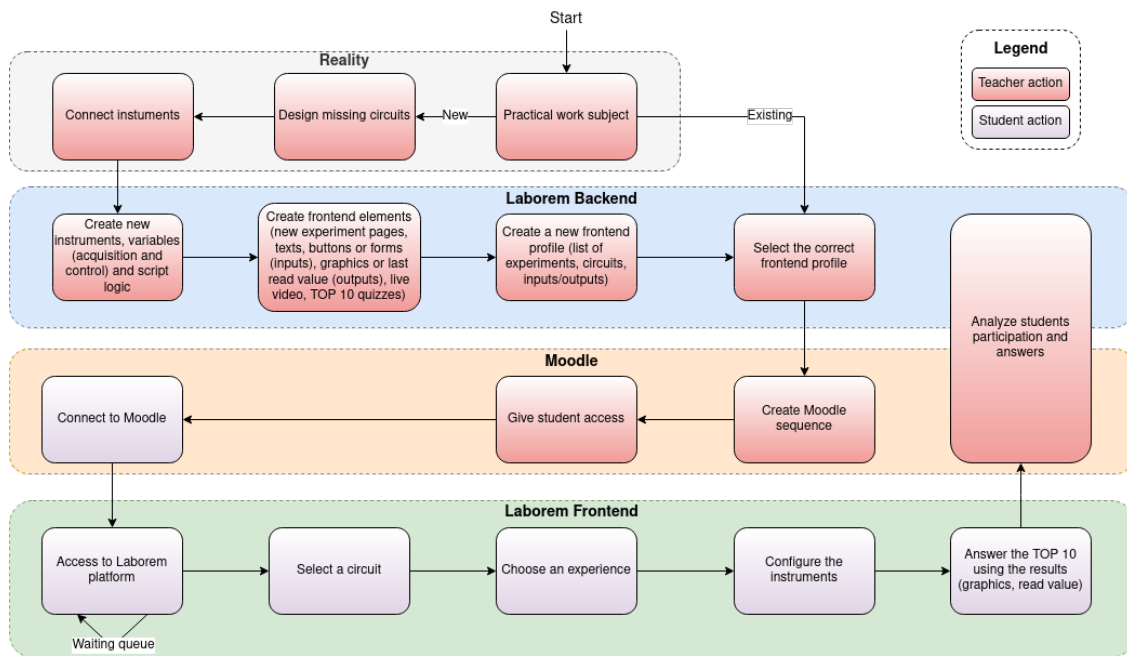 Start
Legend
Teacher action
Student action
Reality
Connect instuments
Design missing circuits
New
Practical work subject
Existing
Laborem Backend
Create new
instruments, variables
(acquisition and
control) and script
logic
Create frontend elements
(new experiment pages,
texts, buttons or forms
(inputs), graphics or last
read value (outputs), live
video, TOP 10 quizzes)
Create a new frontend
profile (list of
experiments, circuits,
inputs/outputs)
Select the correct
frontend profile
Analyze students
participation and
answers
Moodle
Connect to Moodle
Give student access
Create Moodle
sequence
Laborem Frontend
Access to Laborem
platform
Waiting queue
Select a circuit
Choose an experience
Configure the
instruments
Answer the TOP 10
using the results
(graphics, read value)